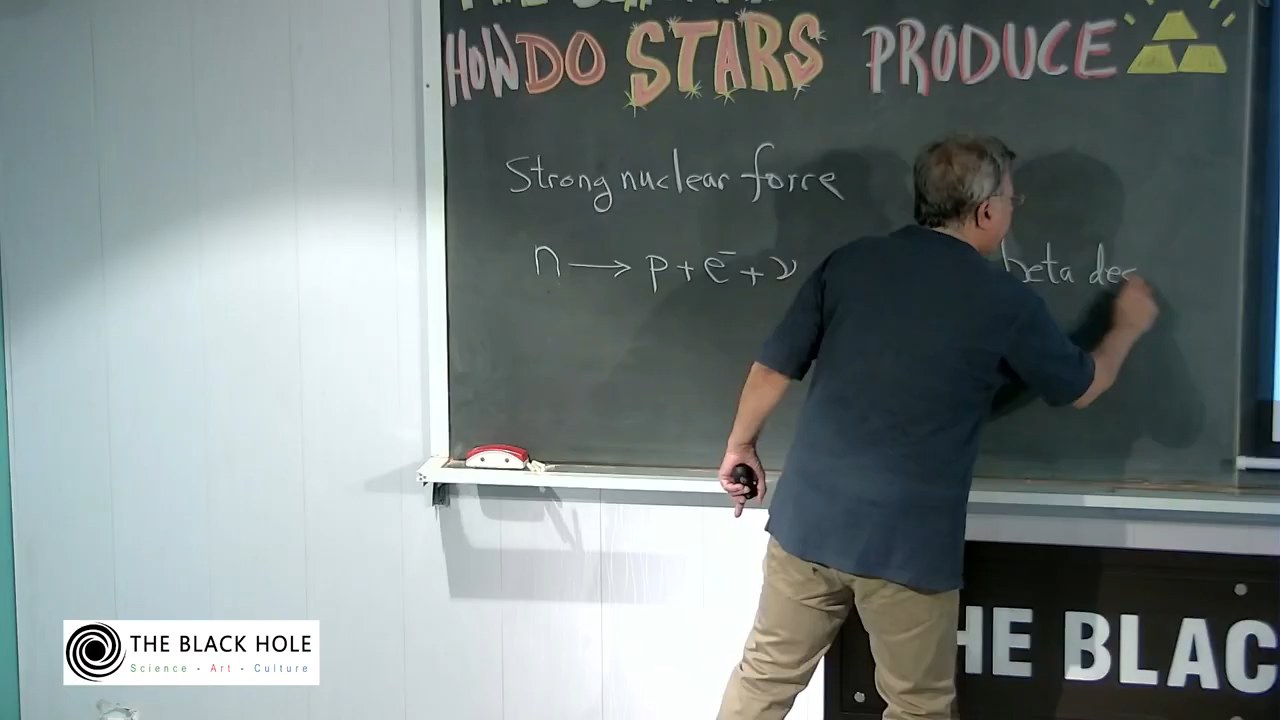 HOW DO STARS PRODUCE
Strong nuclear force
n → p + e⁻ + ν
beta dec
THE BLACK HOLE
Science - Art - Culture
HE BLAC